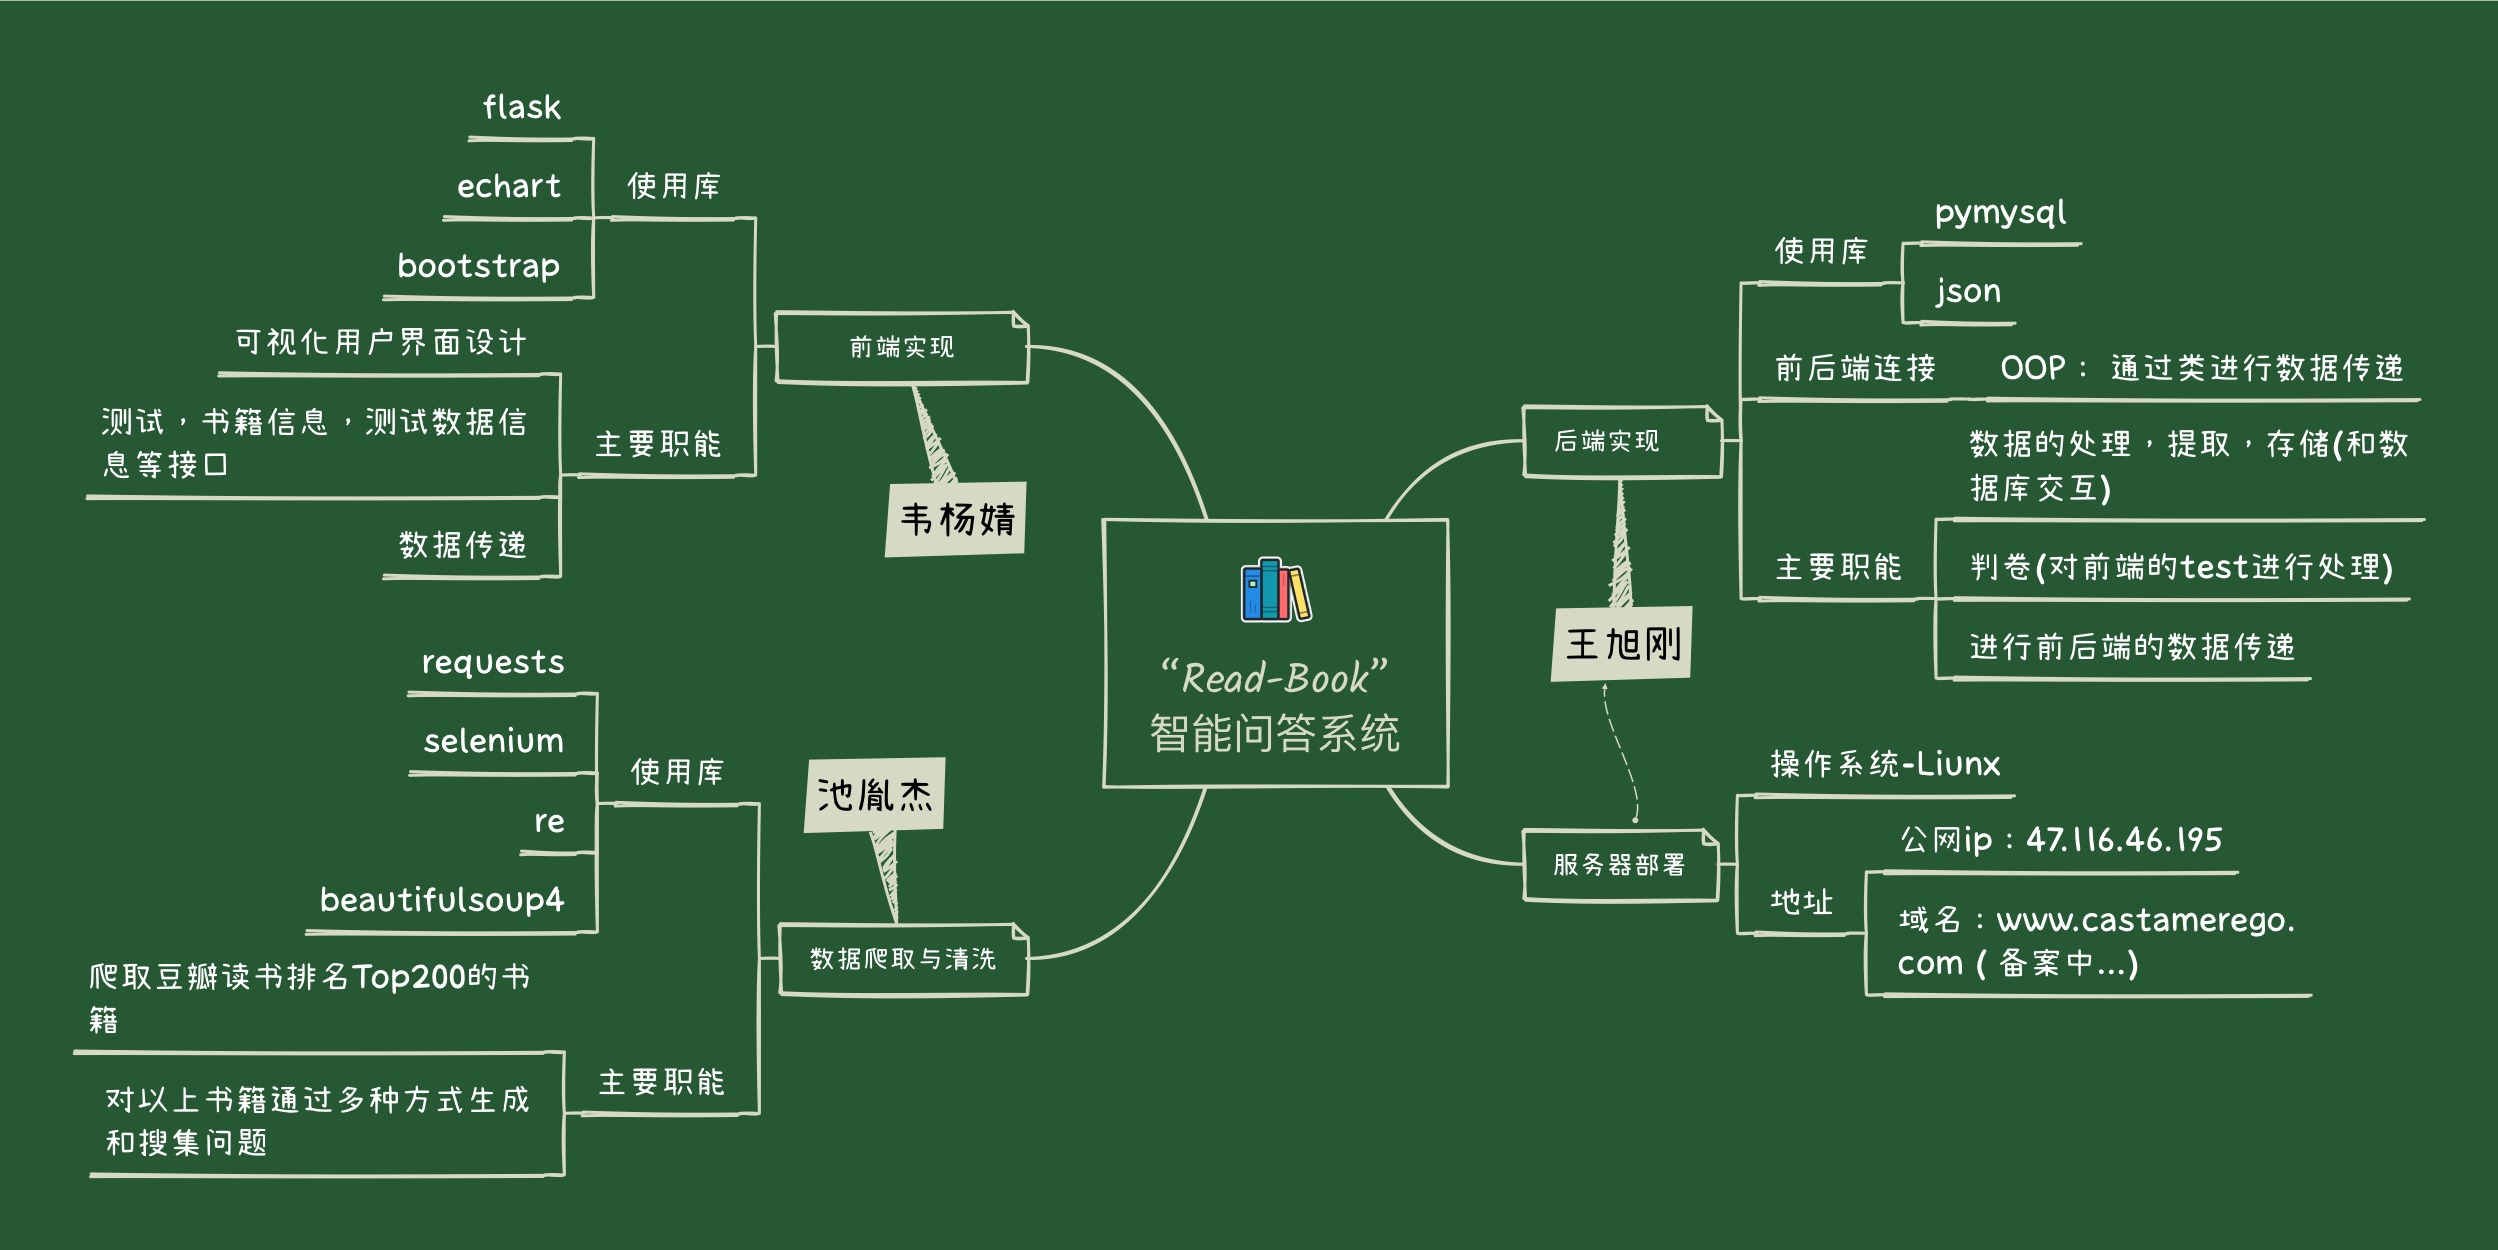 flask
echart
bootstrap
使用库
可视化用户界面设计
测试，书籍信息，测试数据信
息等接口
数据传递
主要职能
前端实现
韦杨婧
requests
selenium
re
beautifulsoup4
使用库
爬取豆瓣读书排名Top200的书
籍
对以上书籍通过多种方式生成
和搜集问题
主要职能
池胤杰
数据爬取与清洗
“Read-Book”
智能问答系统
后端实现
王旭刚
使用库
pymysql
json
前后端连接
OOP： 通过类进行数据传递
主要职能
数据的处理，提取，存储(和数
据库交互)
判卷(对前端的test进行处理)
进行前后端的数据传递
服务器部署
操作系统-Liunx
地址
公网ip：47.116.46.195
域名：www.castamerego.
com ( 备案中...)